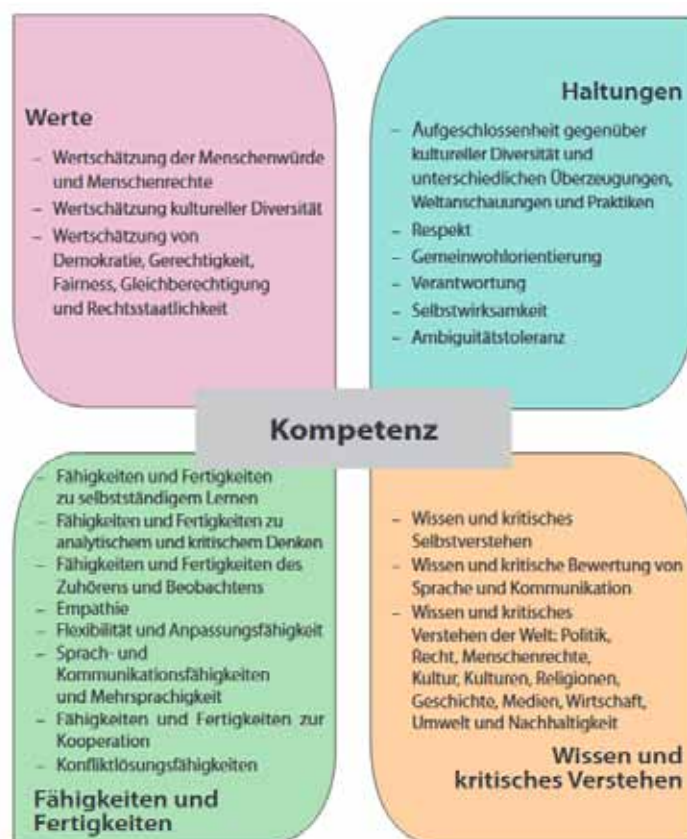 Werte
– Wertschätzung der Menschenwürde
und Menschenrechte
– Wertschätzung kultureller Diversität
– Wertschätzung von
Demokratie, Gerechtigkeit,
Fairness, Gleichberechtigung
und Rechtsstaatlichkeit
Haltungen
– Aufgeschlossenheit gegenüber
kultureller Diversität und
unterschiedlichen Überzeugungen,
Weltanschauungen und Praktiken
– Respekt
– Gemeinwohlorientierung
– Verantwortung
– Selbstwirksamkeit
– Ambiguitätstoleranz
Kompetenz
– Fähigkeiten und Fertigkeiten
zu selbstständigem Lernen
– Fähigkeiten und Fertigkeiten zu
analytischem und kritischem Denken
– Fähigkeiten und Fertigkeiten des
Zuhörens und Beobachtens
– Empathie
– Flexibilität und Anpassungsfähigkeit
– Sprach- und
Kommunikationsfähigkeiten
und Mehrsprachigkeit
– Fähigkeiten und Fertigkeiten zur
Kooperation
– Konfliktlösungsfähigkeiten
Fähigkeiten und
Fertigkeiten
– Wissen und kritisches
Selbstverstehen
– Wissen und kritische Bewertung von
Sprache und Kommunikation
– Wissen und kritisches
Verstehen der Welt: Politik,
Recht, Menschenrechte,
Kultur, Kulturen, Religionen,
Geschichte, Medien, Wirtschaft,
Umwelt und Nachhaltigkeit
Wissen und
kritisches Verstehen